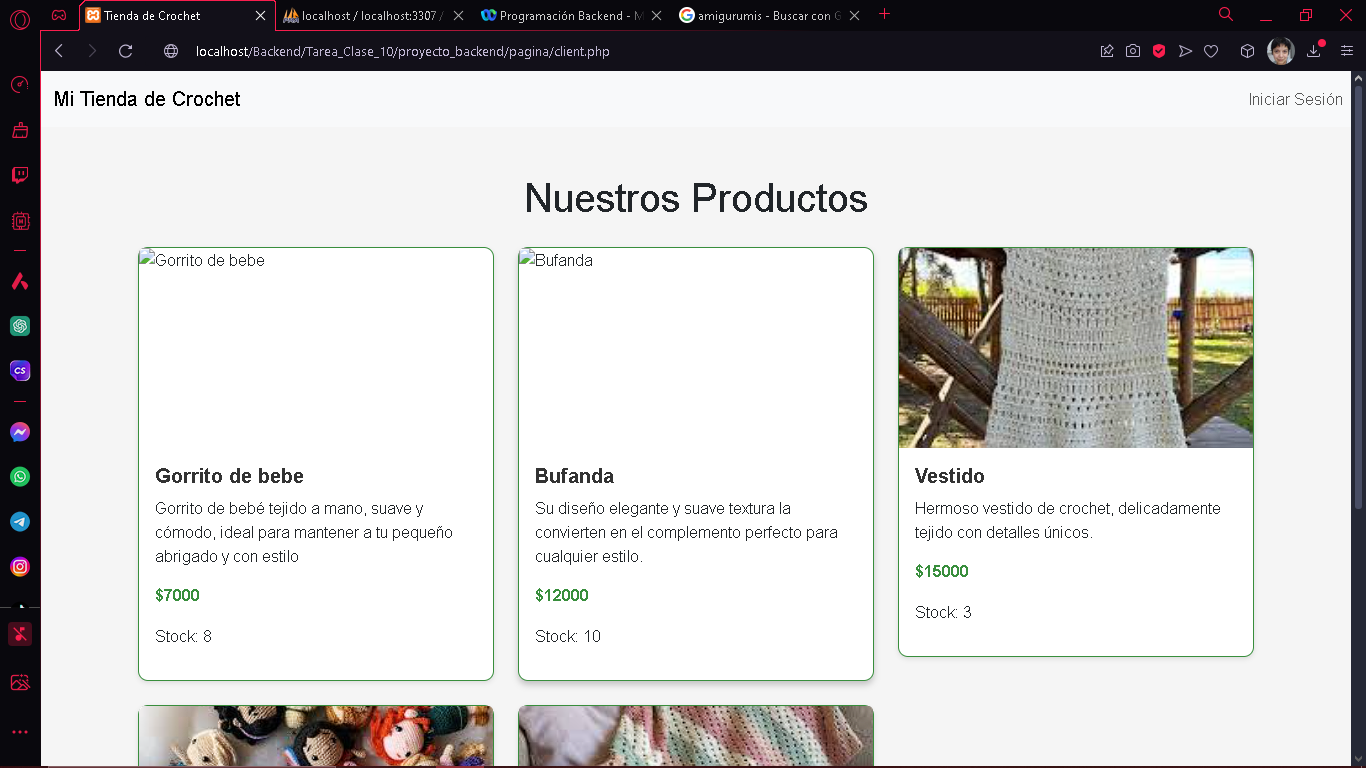 Tienda de Crochet
localhost / localhost:3307 /
Programación Backend - M
amigurumis - Buscar con G
localhost/Backend/Tarea_Clase_10/proyecto_backend/pagina/client.php
Mi Tienda de Crochet
Iniciar Sesión
Nuestros Productos
Gorrito de bebe
Bufanda
Gorrito de bebe
Gorrito de bebé tejido a mano, suave y
cómodo, ideal para mantener a tu pequeño
abrigado y con estilo
$7000
Stock: 8
Bufanda
Su diseño elegante y suave textura la
convierten en el complemento perfecto para
cualquier estilo.
$12000
Stock: 10
Vestido
Hermoso vestido de crochet, delicadamente
tejido con detalles únicos.
$15000
Stock: 3
CS